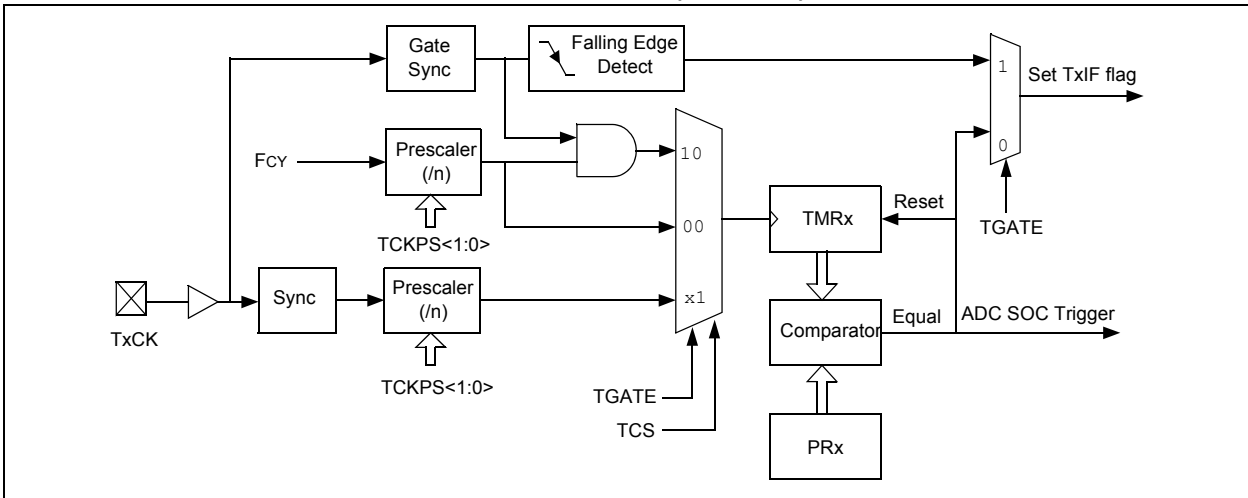 Gate
Sync
Falling Edge
Detect
1
Set TxIF flag
0
TGATE
FCY
Prescaler
(/n)
TCKPS<1:0>
10
00
x1
TMRx
Reset
TxCK
Sync
Prescaler
(/n)
TCKPS<1:0>
Comparator
Equal
ADC SOC Trigger
TGATE
TCS
PRx